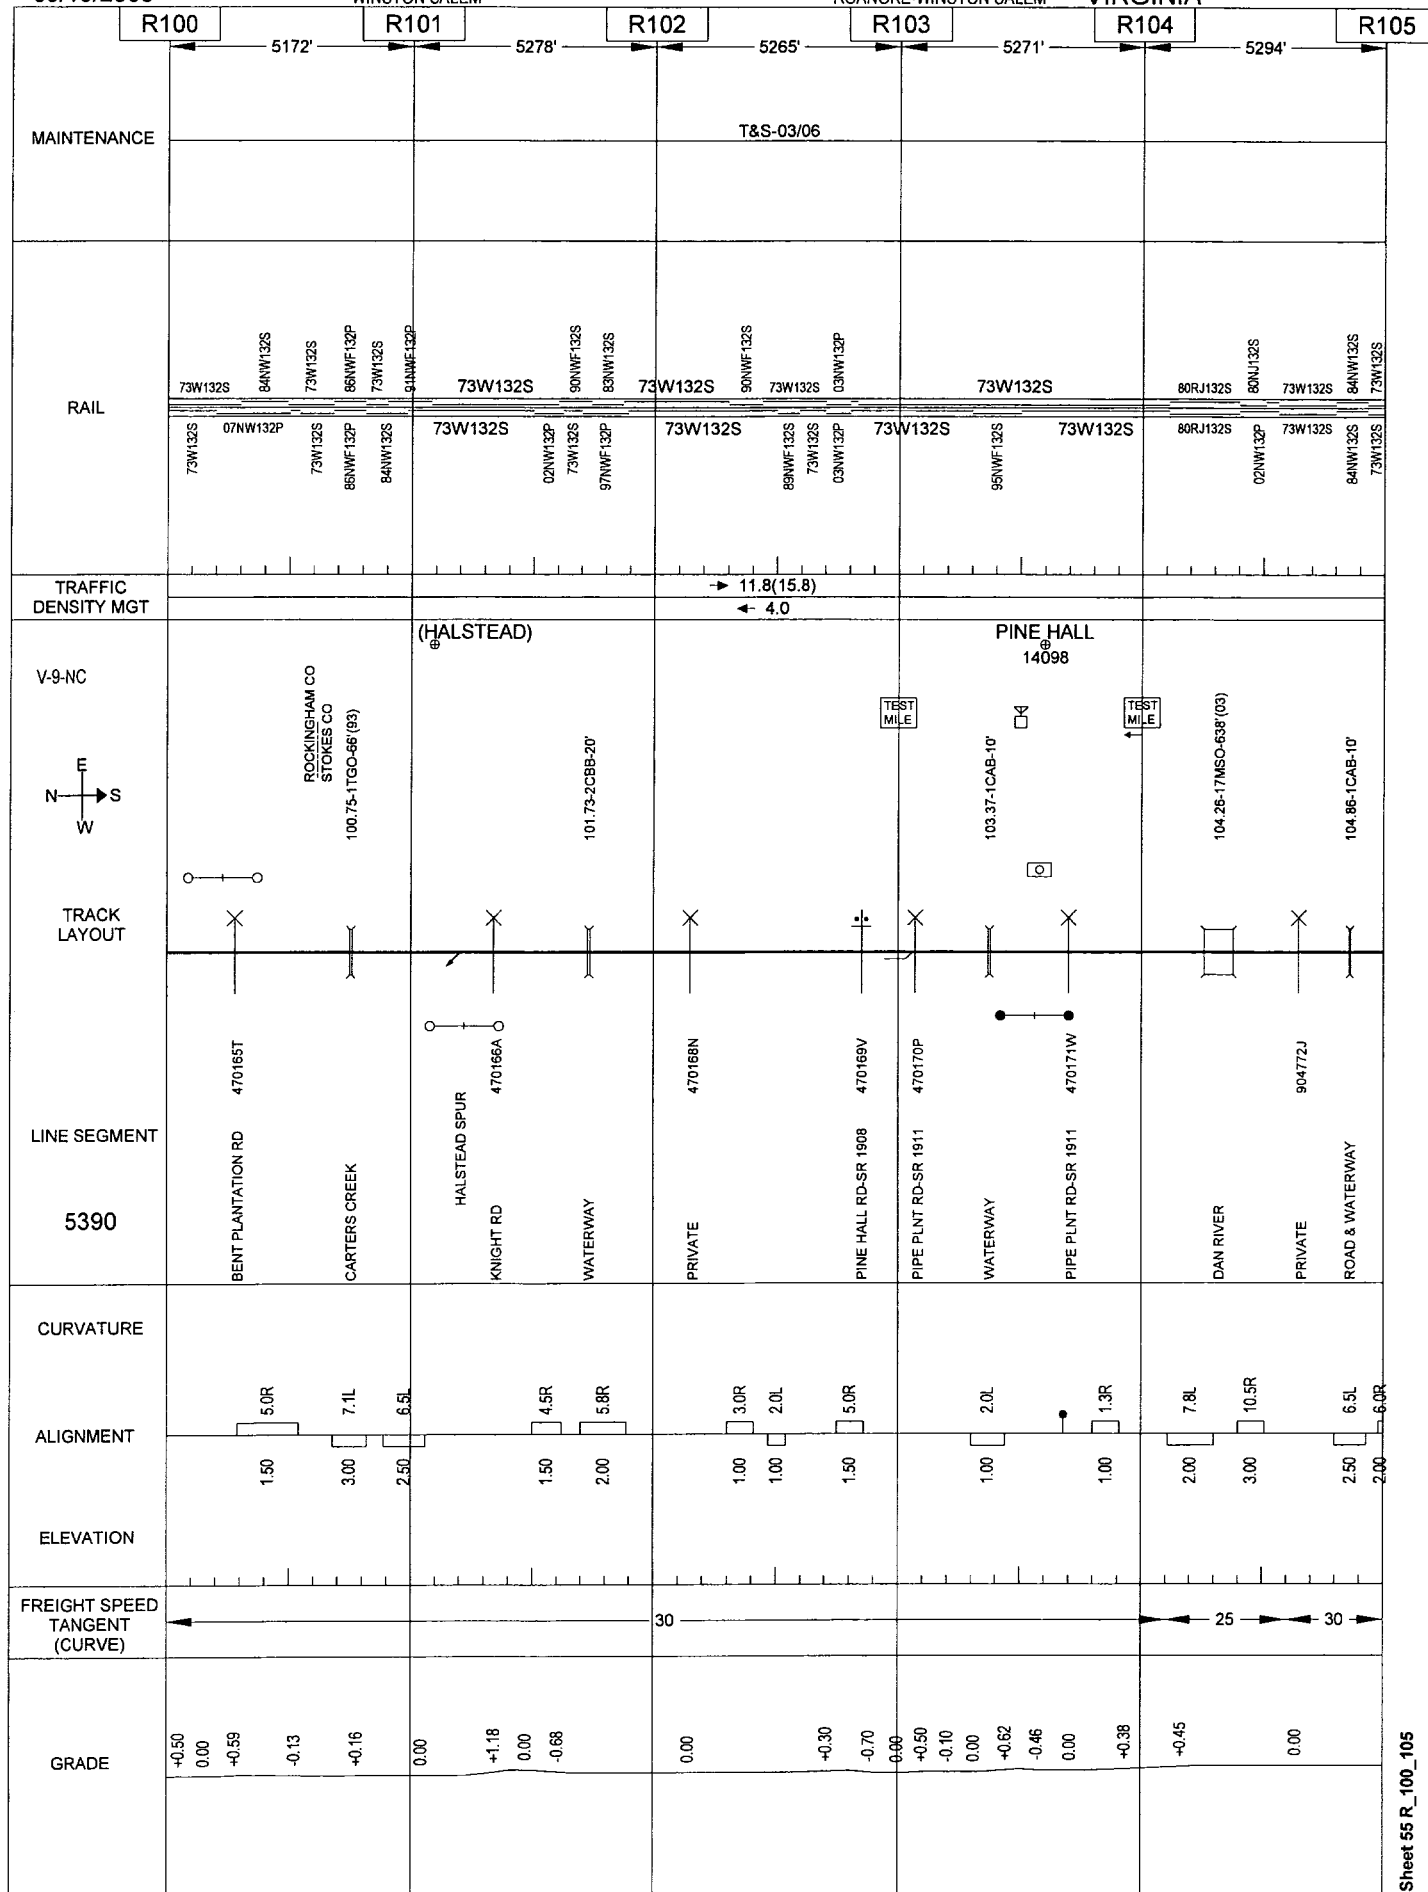 VIRGINIA
R100 R101 R102 R103 R104 R105
5172' 5278' 5265' 5271' 5294'
MAINTENANCE
T&S-03/06
RAIL
73W132S 84NW132S 73W132S 86NWF132P 73W132S 91NWF132P 73W132S 90NWF132S 83NW132S 73W132S 90NWF132S 73W132S 03NW132P 73W132S 80RJ132S 80NJ132S 73W132S 84NW132S 73W132S
73W132S 07NW132P 73W132S 86NWF132P 84NW132S 73W132S 02NW132P 73W132S 97NWF132P 73W132S 89NWF132S 73W132S 03NW132P 73W132S 95NWF132S 73W132S 80RJ132S 02NW132P 73W132S 84NW132S 73W132S
TRAFFIC
DENSITY MGT
11.8(15.8)
4.0
(HALSTEAD) PINE HALL
14098
V-9-NC
ROCKINGHAM CO
STOKES CO
TEST
MILE
TEST
MILE
E
N S
W
100.75-1TGO-66'(93) 101.73-2CBB-20' 103.37-1CAB-10' 104.26-17MSO-638'(03) 104.86-1CAB-10'
TRACK
LAYOUT
470165T 470166A 470168N 470169V 470170P 470171W 904772J
LINE SEGMENT
5390
BENT PLANTATION RD
CARTERS CREEK
HALSTEAD SPUR
KNIGHT RD
WATERWAY
PRIVATE
PINE HALL RD-SR 1908
PIPE PLNT RD-SR 1911
WATERWAY
PIPE PLNT RD-SR 1911
DAN RIVER
PRIVATE
ROAD & WATERWAY
CURVATURE
5.0R 7.1L 6.5L 4.5R 5.8R 3.0R 2.0L 5.0R 2.0L 1.3R 7.8L 10.5R 6.5L 6.0R
ALIGNMENT
1.50 3.00 2.50 1.50 2.00 1.00 1.00 1.50 1.00 1.00 2.00 3.00 2.50 2.00
ELEVATION
FREIGHT SPEED
TANGENT
(CURVE)
30 25 30
GRADE
+0.50 0.00 +0.59 -0.13 +0.16 0.00 +1.18 0.00 -0.68 0.00 +0.30 -0.70 0.00 +0.50 -0.10 0.00 +0.62 -0.46 0.00 +0.38 +0.45 0.00
Sheet 55 R_100_105